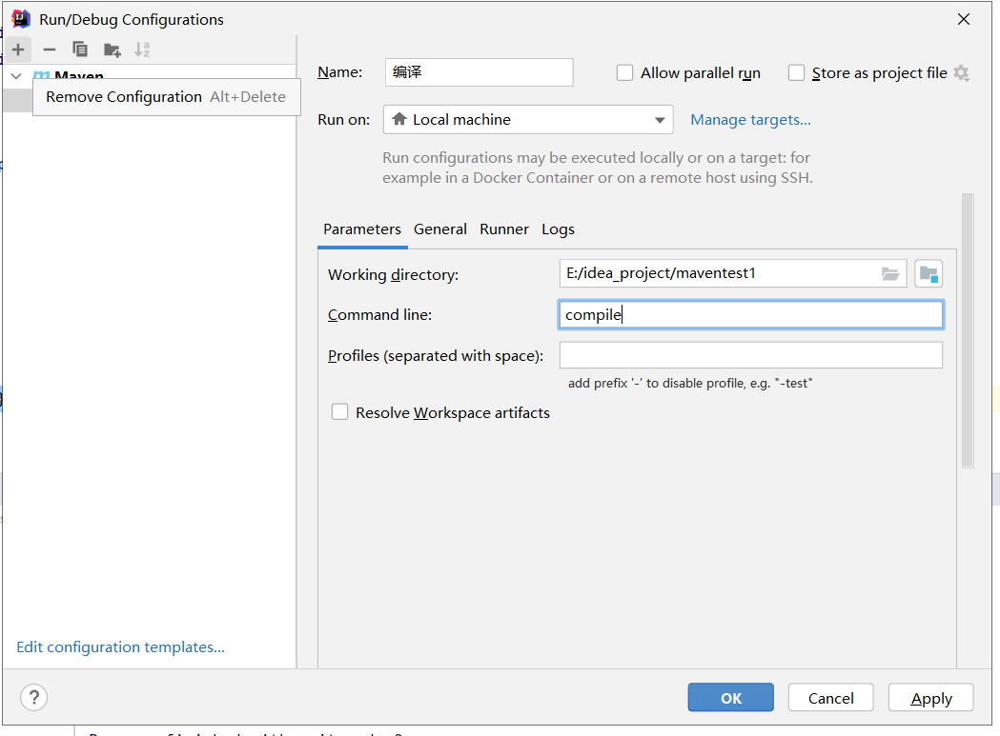 Run/Debug Configurations
Maven
Remove Configuration Alt+Delete
Name: 编译
Allow parallel run
Store as project file
Run on: Local machine
Manage targets...
Run configurations may be executed locally or on a target: for
example in a Docker Container or on a remote host using SSH.
Parameters General Runner Logs
Working directory: E:/idea_project/maventest1
Command line: compile
Profiles (separated with space):
add prefix '-' to disable profile, e.g. "-test"
Resolve Workspace artifacts
Edit configuration templates...
?
OK
Cancel
Apply